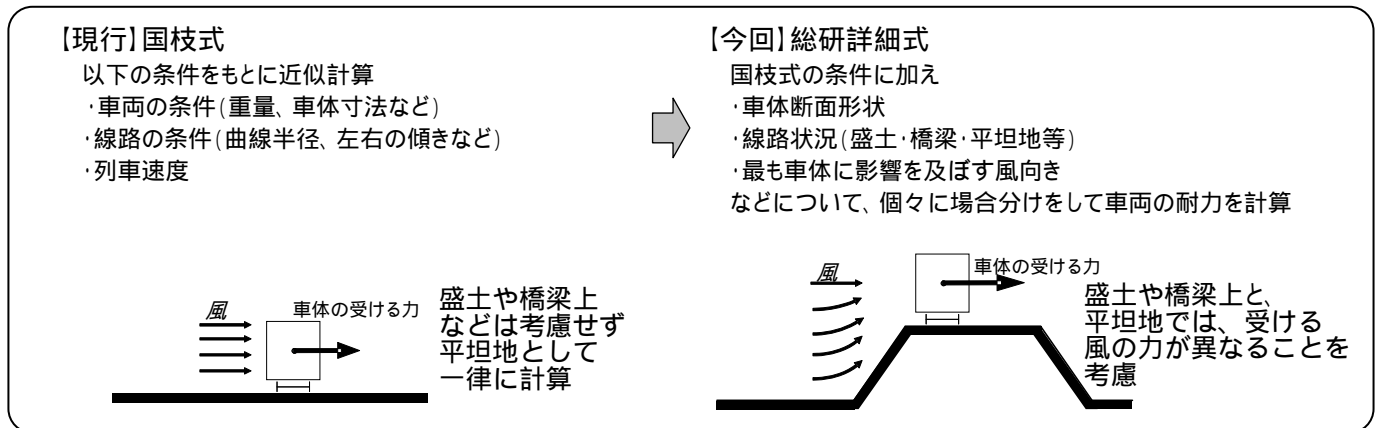 【現行】国枝式
以下の条件をもとに近似計算
・車両の条件(重量、車体寸法など)
・線路の条件(曲線半径、左右の傾きなど)
・列車速度
【今回】総研詳細式
国枝式の条件に加え
・車体断面形状
・線路状況(盛土・橋梁・平坦地等)
・最も車体に影響を及ぼす風向き
などについて、個々に場合分けをして車両の耐力を計算
風
車体の受ける力
盛土や橋梁上
などは考慮せず
平坦地として
一律に計算
風
車体の受ける力
盛土や橋梁上と、
平坦地では、受ける
風の力が異なることを
考慮